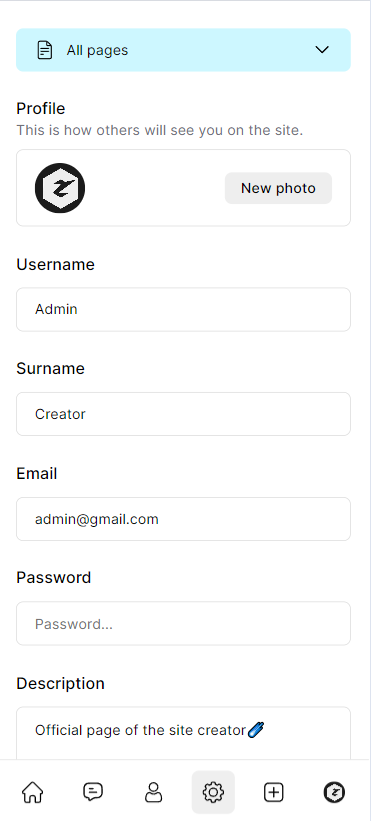 All pages
Profile
This is how others will see you on the site.
New photo
Username
Admin
Surname
Creator
Email
admin@gmail.com
Password
Password...
Description
Official page of the site creator